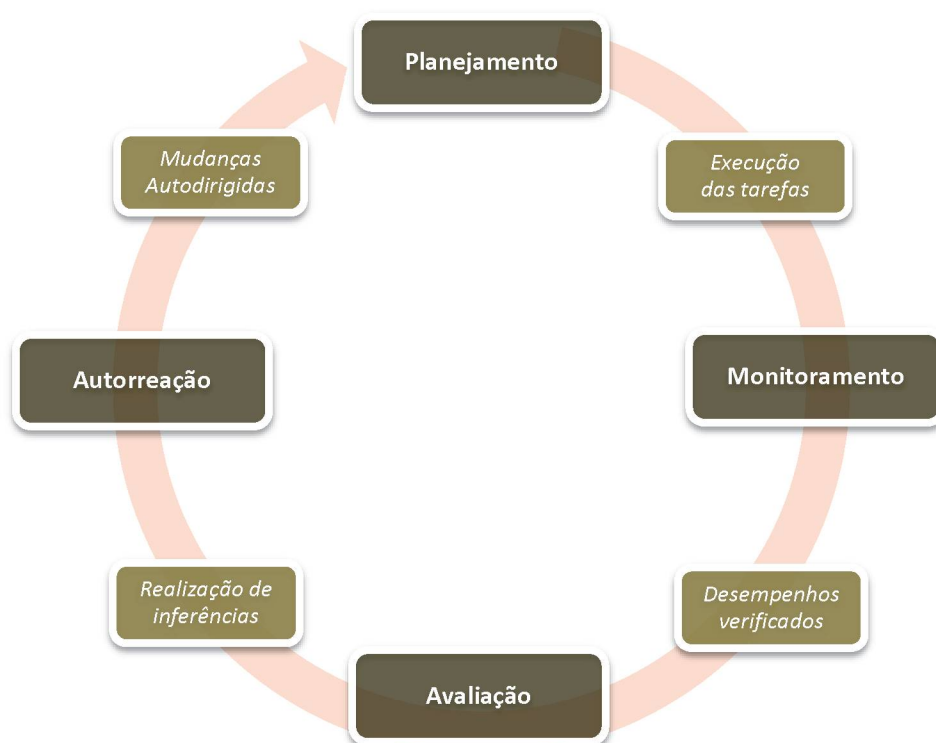 Planejamento
Execução
das tarefas
Monitoramento
Desempenhos
verificados
Avaliação
Realização de
inferências
Autorreação
Mudanças
Autodirigidas